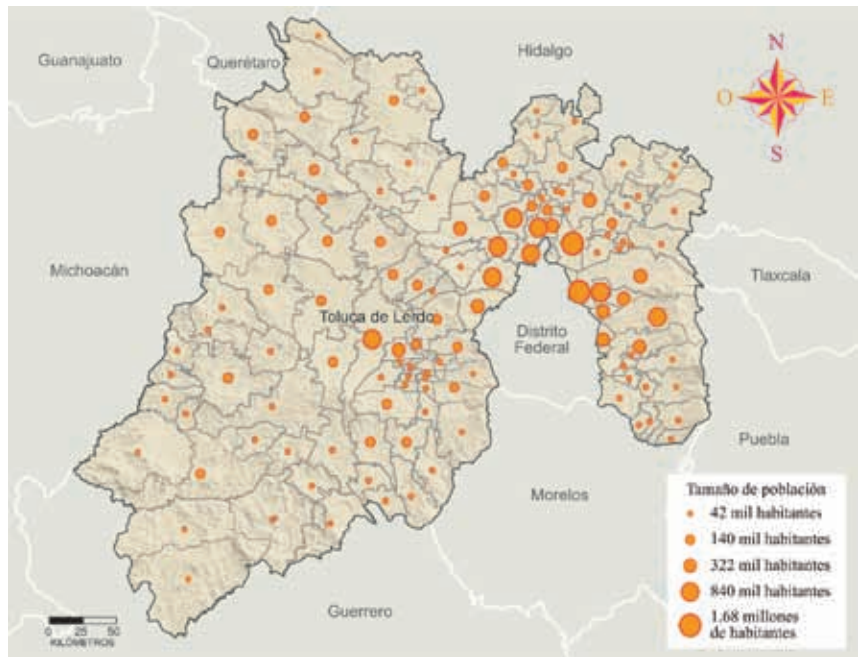 Guanajuato
Querétaro
Hidalgo
N
O
E
S
Michoacán
Tlaxcala
Toluca de Lerdo
Distrito
Federal
Puebla
Morelos
Guerrero
Tamaño de población
42 mil habitantes
140 mil habitantes
322 mil habitantes
840 mil habitantes
1.68 millones
de habitantes
0 25 50
KILÓMETROS